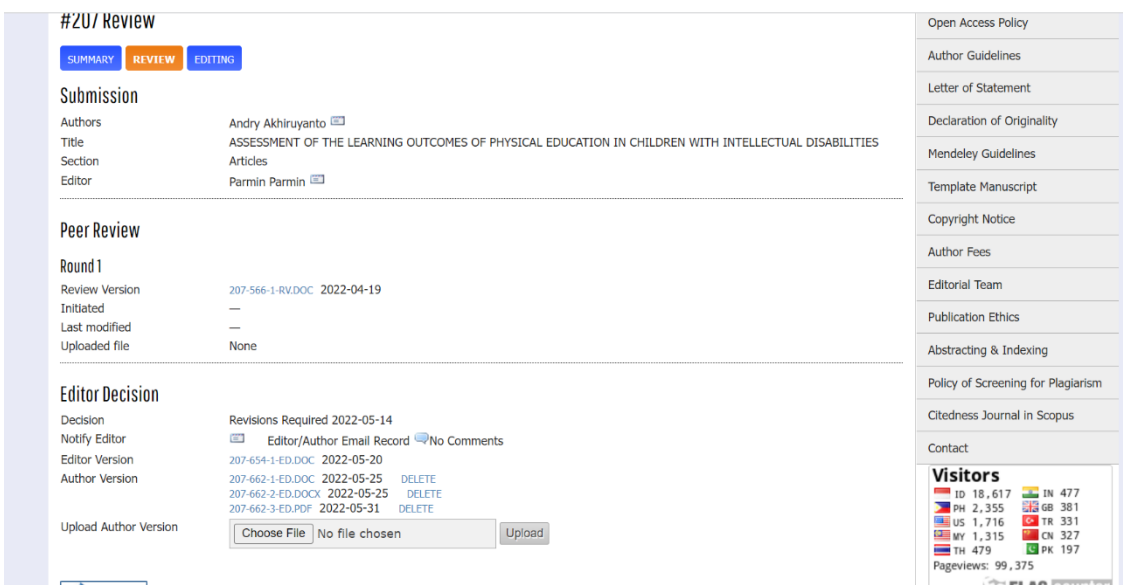 #207 Review
SUMMARY REVIEW EDITING
Submission
Authors Andry Akhiruyanto
Title ASSESSMENT OF THE LEARNING OUTCOMES OF PHYSICAL EDUCATION IN CHILDREN WITH INTELLECTUAL DISABILITIES
Section Articles
Editor Parmin Parmin
Peer Review
Round 1
Review Version 207-566-1-RV.DOC 2022-04-19
Initiated —
Last modified —
Uploaded file None
Editor Decision
Decision Revisions Required 2022-05-14
Notify Editor Editor/Author Email Record No Comments
Editor Version 207-654-1-ED.DOC 2022-05-20
Author Version 207-662-1-ED.DOC 2022-05-25 DELETE
207-662-2-ED.DOCX 2022-05-25 DELETE
207-662-3-ED.PDF 2022-05-31 DELETE
Upload Author Version Choose File No file chosen Upload
Open Access Policy
Author Guidelines
Letter of Statement
Declaration of Originality
Mendeley Guidelines
Template Manuscript
Copyright Notice
Author Fees
Editorial Team
Publication Ethics
Abstracting & Indexing
Policy of Screening for Plagiarism
Citedness Journal in Scopus
Contact
Visitors
ID 18,617 IN 477
PH 2,355 GB 381
US 1,716 TR 331
MY 1,315 CN 327
TH 479 PK 197
Pageviews: 99,375
FLAG counter